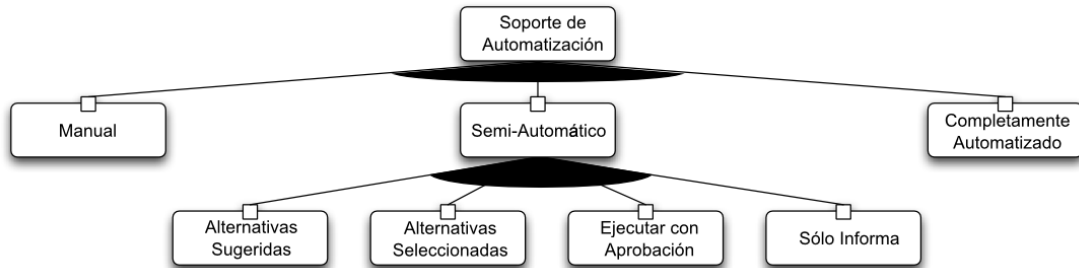 Soporte de
Automatización
Manual
Semi-Automático
Completamente
Automatizado
Alternativas
Sugeridas
Alternativas
Seleccionadas
Ejecutar con
Aprobación
Sólo Informa